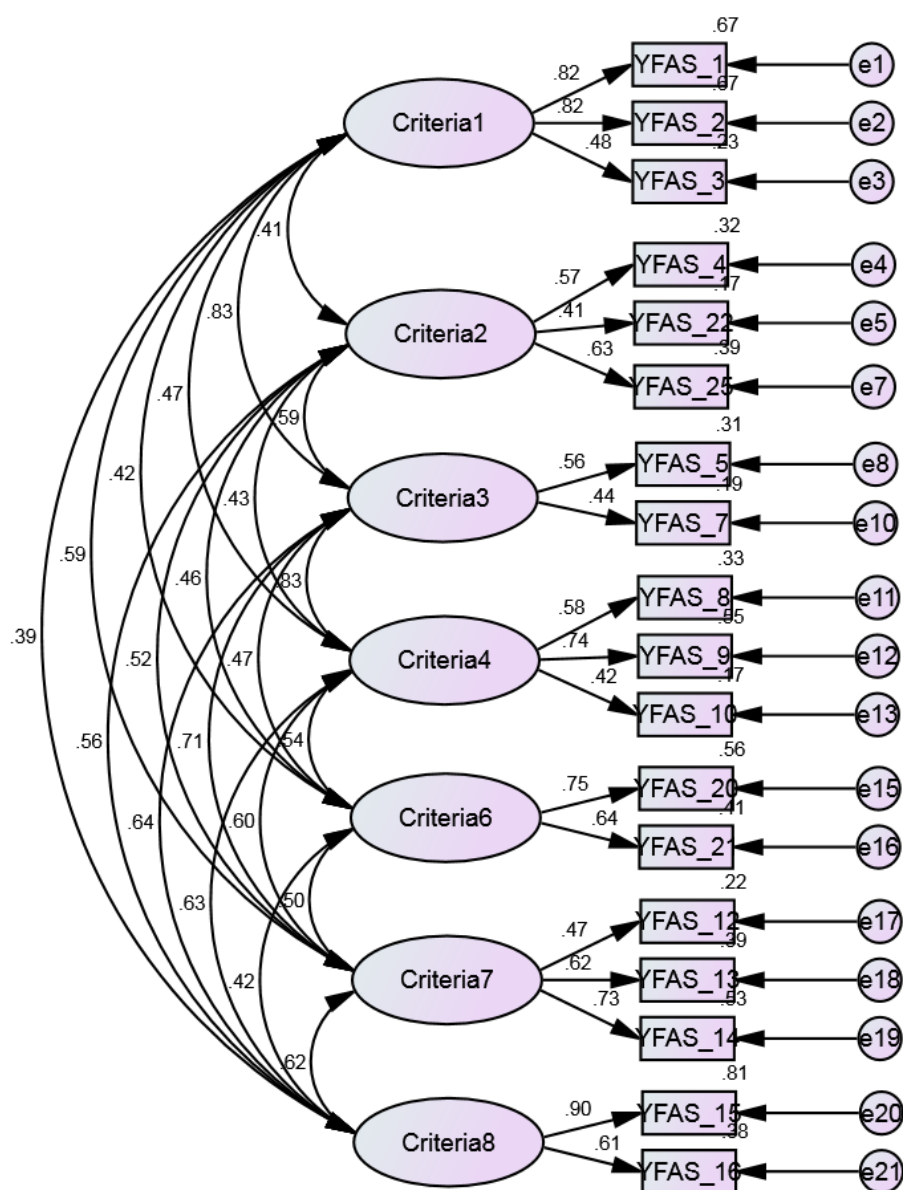 .67
.82 YFAS_1 e1
.67
Criteria1 .82 YFAS_2 e2
.23
.48 YFAS_3 e3
.41
.32
.57 YFAS_4 e4
.17
.83 Criteria2 .41 YFAS_22 e5
.39
.63 YFAS_25 e7
.47 .59
.31
.56 YFAS_5 e8
.19
.42 .43 Criteria3 .44 YFAS_7 e10
.33
.59 .46 .83 .58 YFAS_8 e11
.55
.39 .52 .47 Criteria4 .74 YFAS_9 e12
.17
.42 YFAS_10 e13
.56 .71 .54
.56
.75 YFAS_20 e15
.41
.64 .60 Criteria6 .64 YFAS_21 e16
.22
.63 .50 .47 YFAS_12 e17
.39
.42 Criteria7 .62 YFAS_13 e18
.53
.73 YFAS_14 e19
.62
.81
.90 YFAS_15 e20
.38
Criteria8 .61 YFAS_16 e21